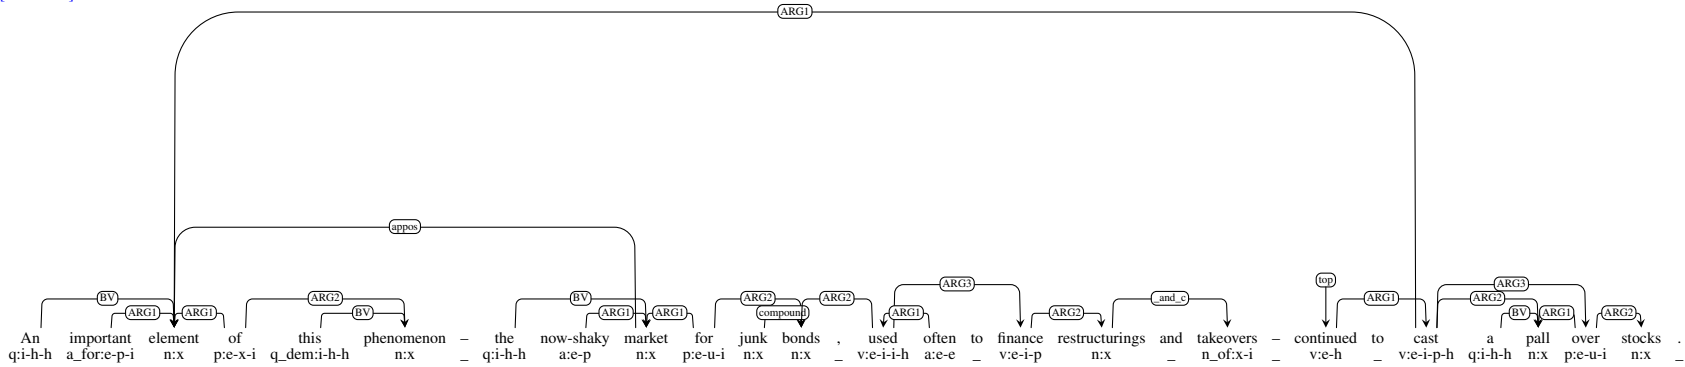 ARG1
appos
top
ARG3 ARG3
BV ARG2 BV ARG2 ARG2 _and_c ARG1 ARG2
ARG1 ARG1 BV ARG1 ARG1 compound ARG1 ARG2 BV ARG1 ARG2
An important element of this phenomenon – the now-shaky market for junk bonds , used often to finance restructurings and takeovers – continued to cast a pall over stocks .
q:i-h-h a_for:e-p-i n:x p:e-x-i q_dem:i-h-h n:x _ q:i-h-h a:e-p n:x p:e-u-i n:x n:x _ v:e-i-i-h a:e-e _ v:e-i-p n:x _ n_of:x-i _ v:e-h _ v:e-i-p-h q:i-h-h n:x p:e-u-i n:x _